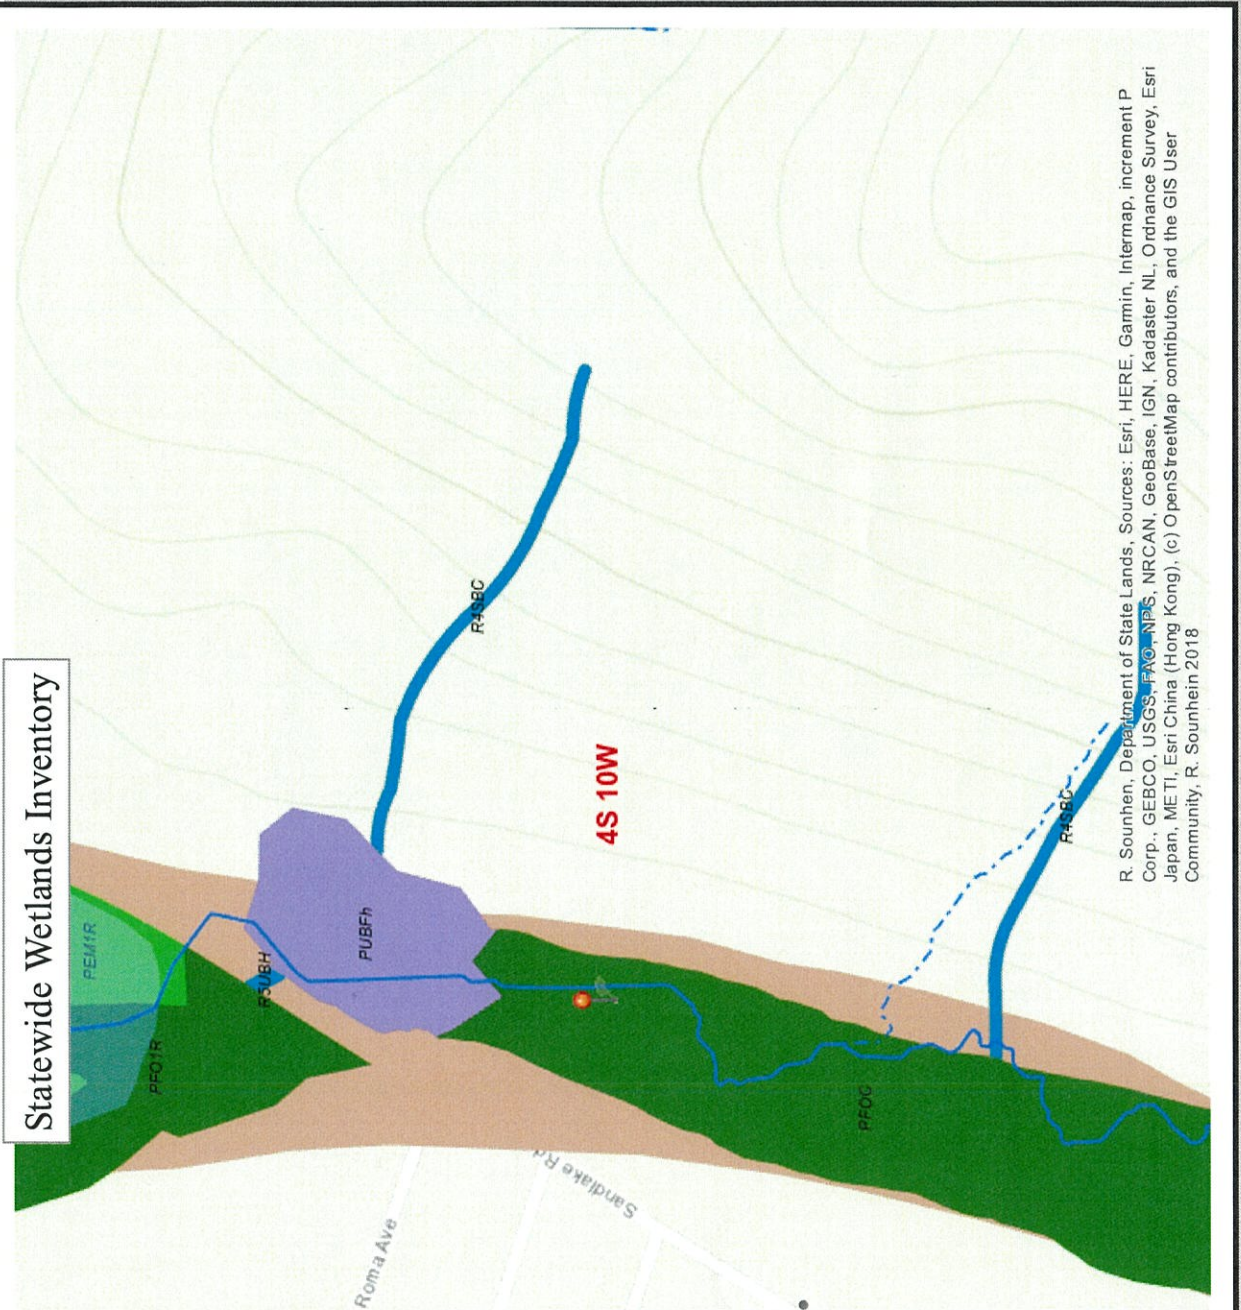 Statewide Wetlands Inventory
PEM1R
PFO1R
R5UBH
PUBFh
R4SBC
4S 10W
PFOC
R4SBC
Roma Ave
Sandlake Rd
R. Sounhen, Department of State Lands, Sources: Esri, HERE, Garmin, Intermap, increment P
Corp., GEBCO, USGS, FAO, NPS, NRCAN, GeoBase, IGN, Kadaster NL, Ordnance Survey, Esri
Japan, METI, Esri China (Hong Kong), (c) OpenStreetMap contributors, and the GIS User
Community, R. Sounhein 2018